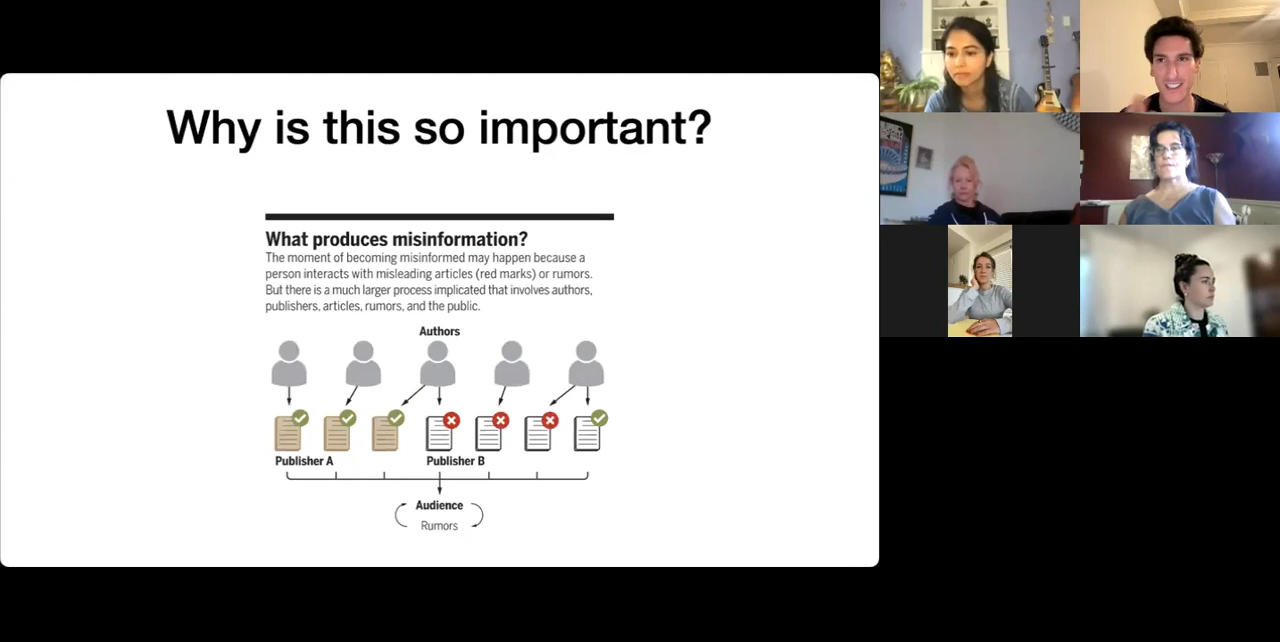 Why is this so important?
What produces misinformation?
The moment of becoming misinformed may happen because a
person interacts with misleading articles (red marks) or rumors.
But there is a much larger process implicated that involves authors,
publishers, articles, rumors, and the public.
Authors
Publisher A
Publisher B
Audience
Rumors